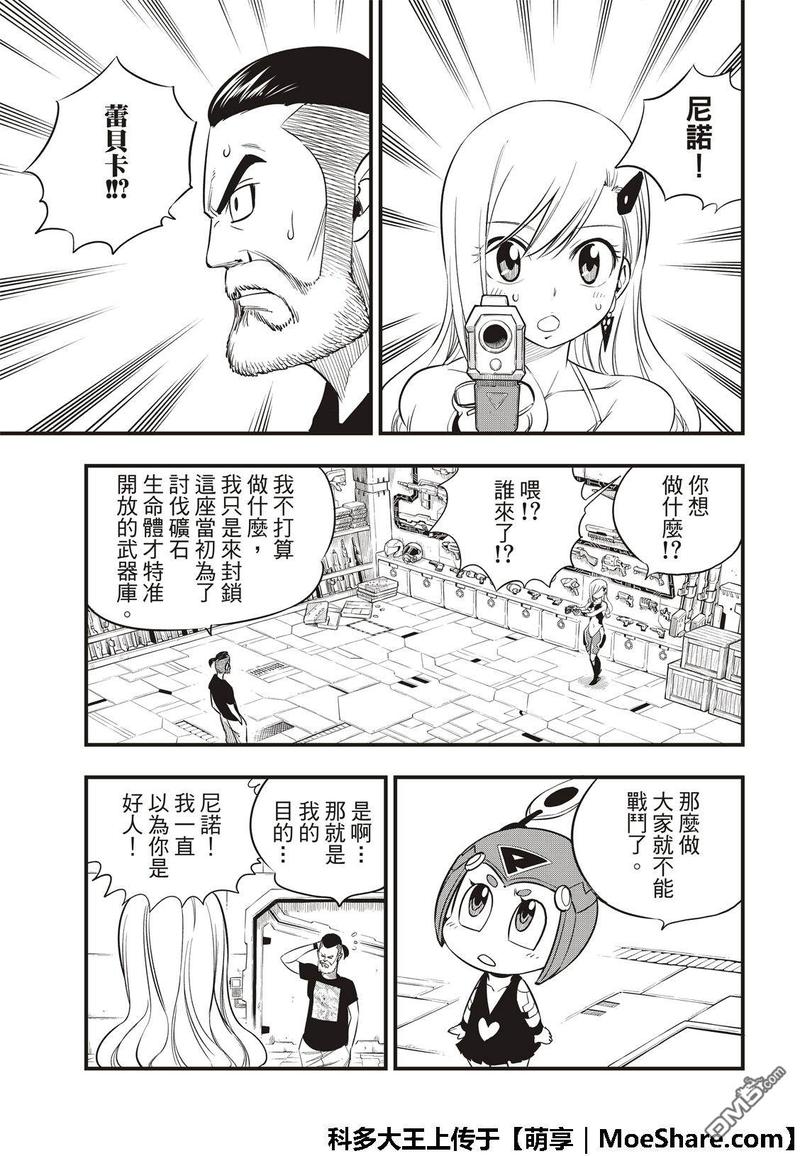 尼諾！
蕾貝卡!!?
你想
做什麼!?
喂!?
誰來了!?
我不打算
做什麼，
我只是來封鎖
這座當初為了
討伐礦石
生命體才特准
開放的武器庫。
那麼做
大家就不能
戰鬥了。
是啊…
那就是
我的
目的…
尼諾！
我一直
以為你是
好人！
DM5.com
科多大王上传于【萌享｜MoeShare.com】